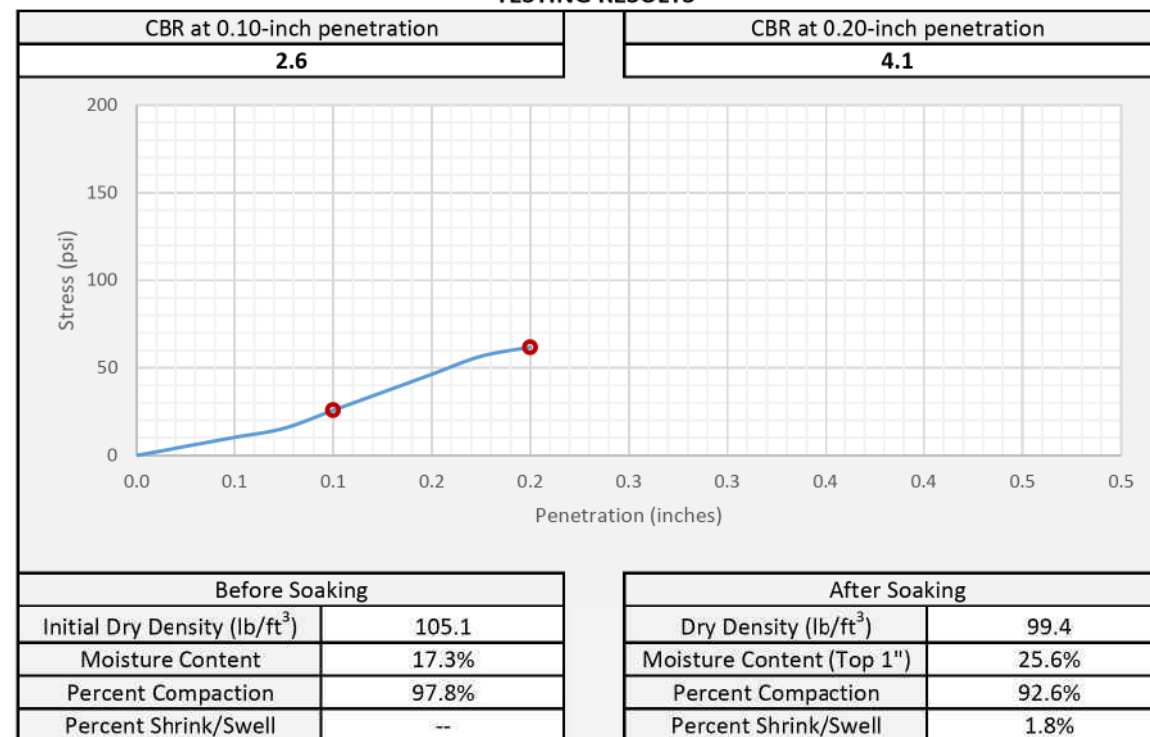 CBR at 0.10-inch penetration
2.6
CBR at 0.20-inch penetration
4.1
200
150
100
50
0
Stress (psi)
0.0 0.1 0.1 0.2 0.2 0.3 0.3 0.4 0.4 0.5 0.5
Penetration (inches)
Before Soaking
Initial Dry Density (lb/ft³) 105.1
Moisture Content 17.3%
Percent Compaction 97.8%
Percent Shrink/Swell --
After Soaking
Dry Density (lb/ft³) 99.4
Moisture Content (Top 1") 25.6%
Percent Compaction 92.6%
Percent Shrink/Swell 1.8%